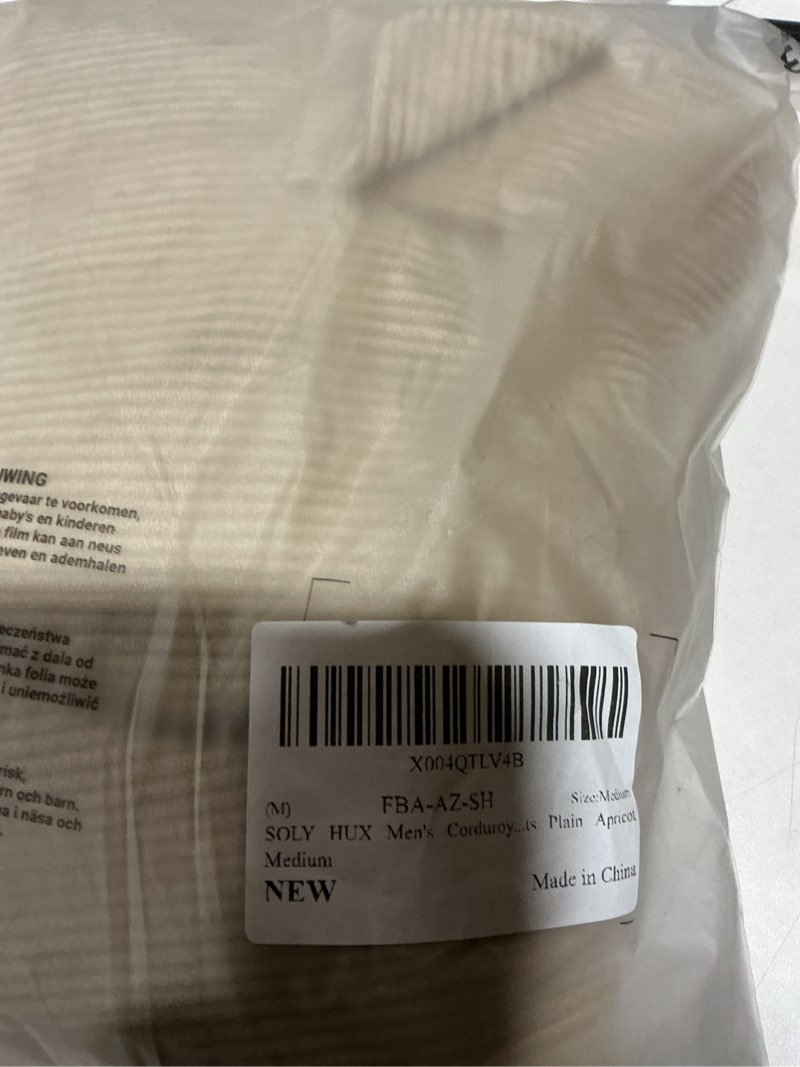 UWING
gevaar te voorkomen,
baby's en kinderen
film kan aan neus
even en ademhalen
eczeństwa
mać z dala od
nka folia może
i uniemożliwić
risk,
rn och barn.
na i näsa och
X004QTLV4B
(M) FBA-AZ-SH Size:Medium
SOLY HUX Men's Corduroy...ts Plain Apricot
Medium
NEW Made in China